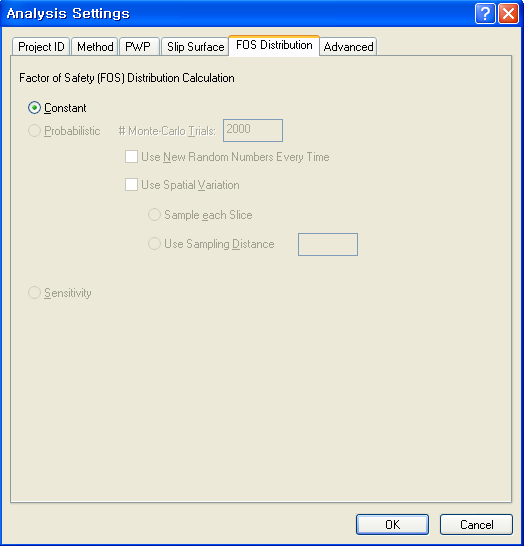 Analysis Settings
Project ID Method PWP Slip Surface FOS Distribution Advanced
Factor of Safety (FOS) Distribution Calculation
Constant
Probabilistic # Monte-Carlo Trials: 2000
Use New Random Numbers Every Time
Use Spatial Variation
Sample each Slice
Use Sampling Distance
Sensitivity
OK Cancel